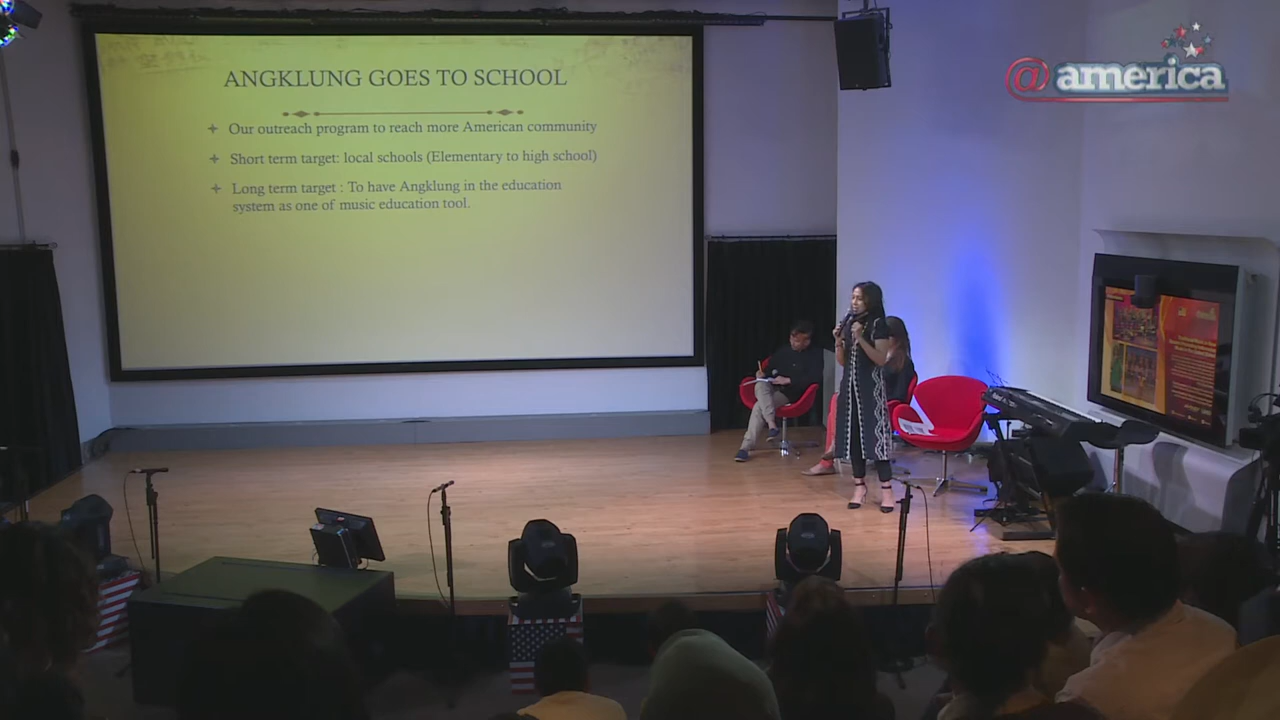 @america
ANGKLUNG GOES TO SCHOOL
Our outreach program to reach more American community
Short term target: local schools (Elementary to high school)
Long term target : To have Angklung in the education
system as one of music education tool.